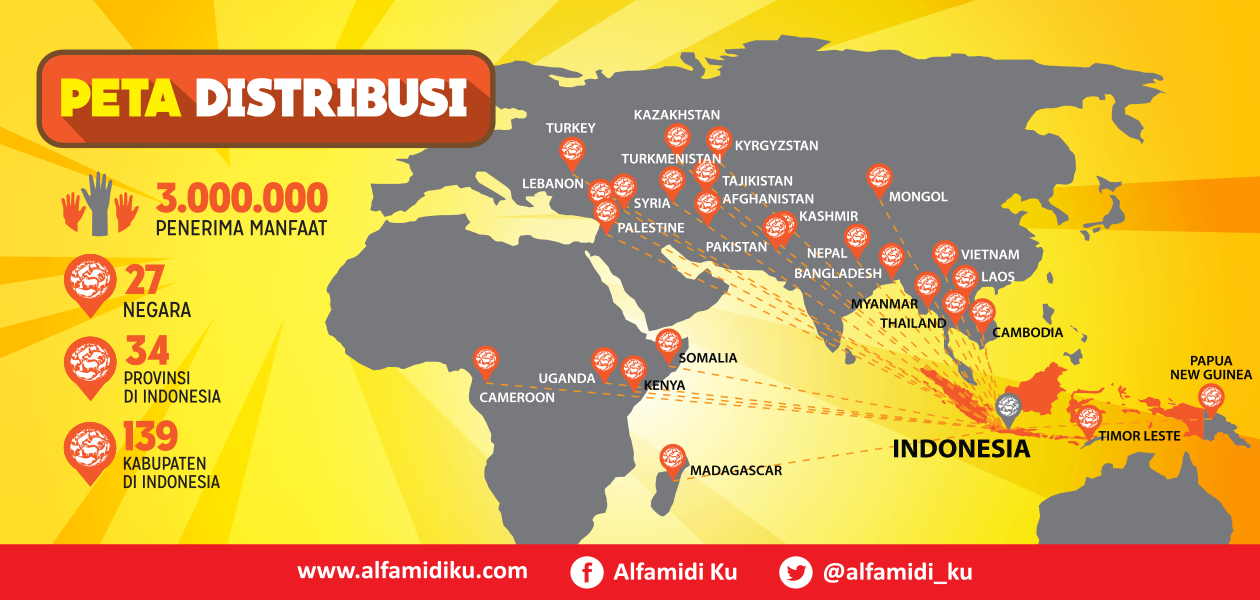 PETA DISTRIBUSI
3.000.000
PENERIMA MANFAAT
27
NEGARA
34
PROVINSI
DI INDONESIA
139
KABUPATEN
DI INDONESIA
KAZAKHSTAN
TURKEY
KYRGYZSTAN
TURKMENISTAN
LEBANON
TAJIKISTAN
SYRIA
AFGHANISTAN
MONGOL
PALESTINE
KASHMIR
PAKISTAN
NEPAL
VIETNAM
BANGLADESH
LAOS
MYANMAR
THAILAND
CAMBODIA
SOMALIA
UGANDA
KENYA
CAMEROON
PAPUA
NEW GUINEA
TIMOR LESTE
INDONESIA
MADAGASCAR
www.alfamidiku.com
Alfamidi Ku
@alfamidi_ku